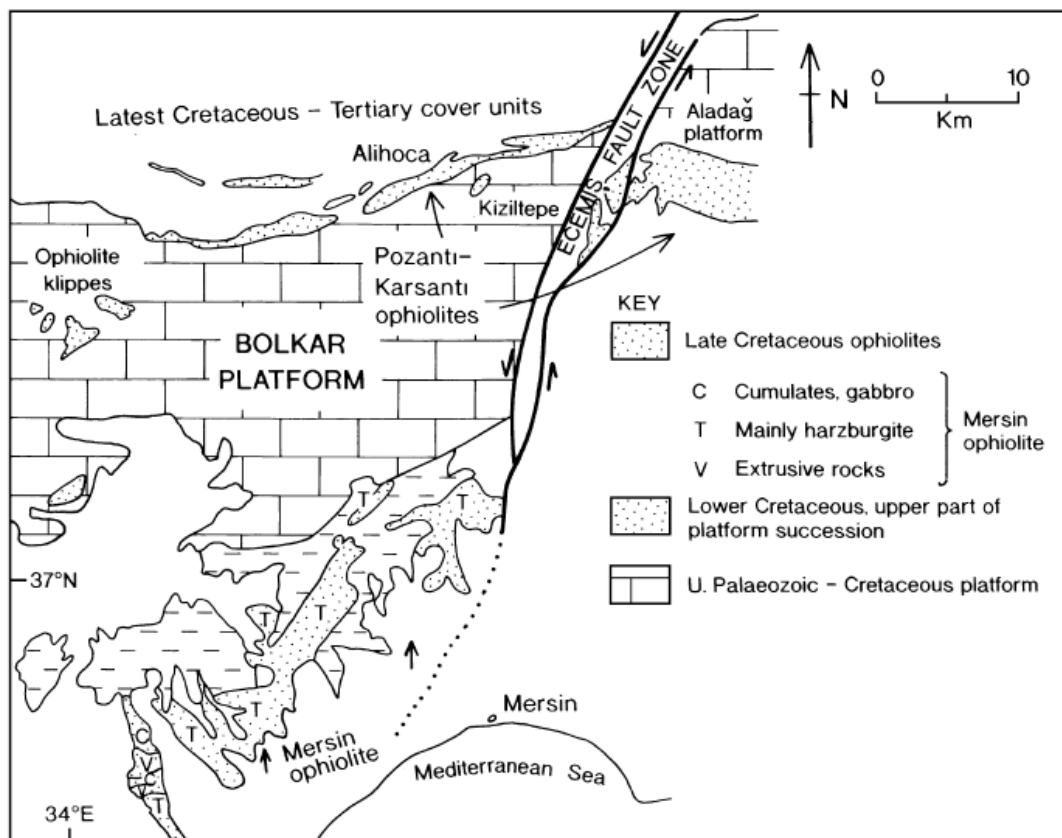 Latest Cretaceous - Tertiary cover units
Alihoca
Kiziltepe
ECEMIS FAULT ZONE
Aladağ
platform
N
0 10
Km
Ophiolite
klippes
Pozantı-
Karsantı
ophiolites
BOLKAR
PLATFORM
KEY
Late Cretaceous ophiolites
C Cumulates, gabbro
T Mainly harzburgite
V Extrusive rocks
Mersin
ophiolite
Lower Cretaceous, upper part of
platform succession
U. Palaeozoic - Cretaceous platform
T
T
T
T
T
T
37°N
C
V
C
T
Mersin
ophiolite
Mersin
Mediterranean Sea
34°E